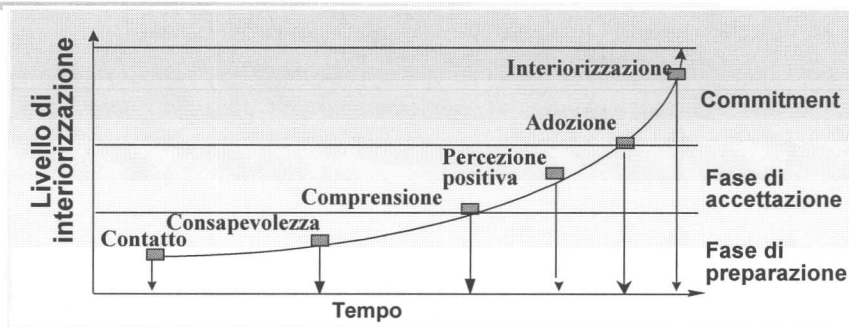 Livello di
interiorizzazione
Interiorizzazione
Commitment
Adozione
Percezione
positiva
Fase di
accettazione
Comprensione
Consapevolezza
Contatto
Fase di
preparazione
Tempo